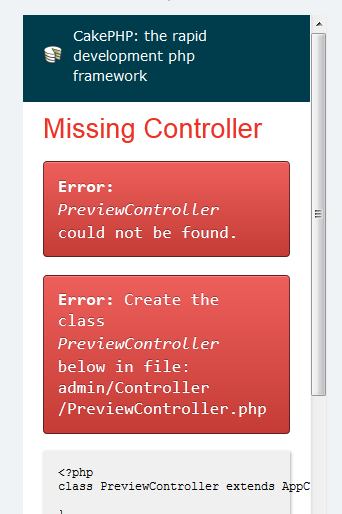 CakePHP: the rapid
development php
framework
Missing Controller
Error:
PreviewController
could not be found.
Error: Create the
class
PreviewController
below in file:
admin/Controller
/PreviewController.php
<?php
class PreviewController extends AppC
}